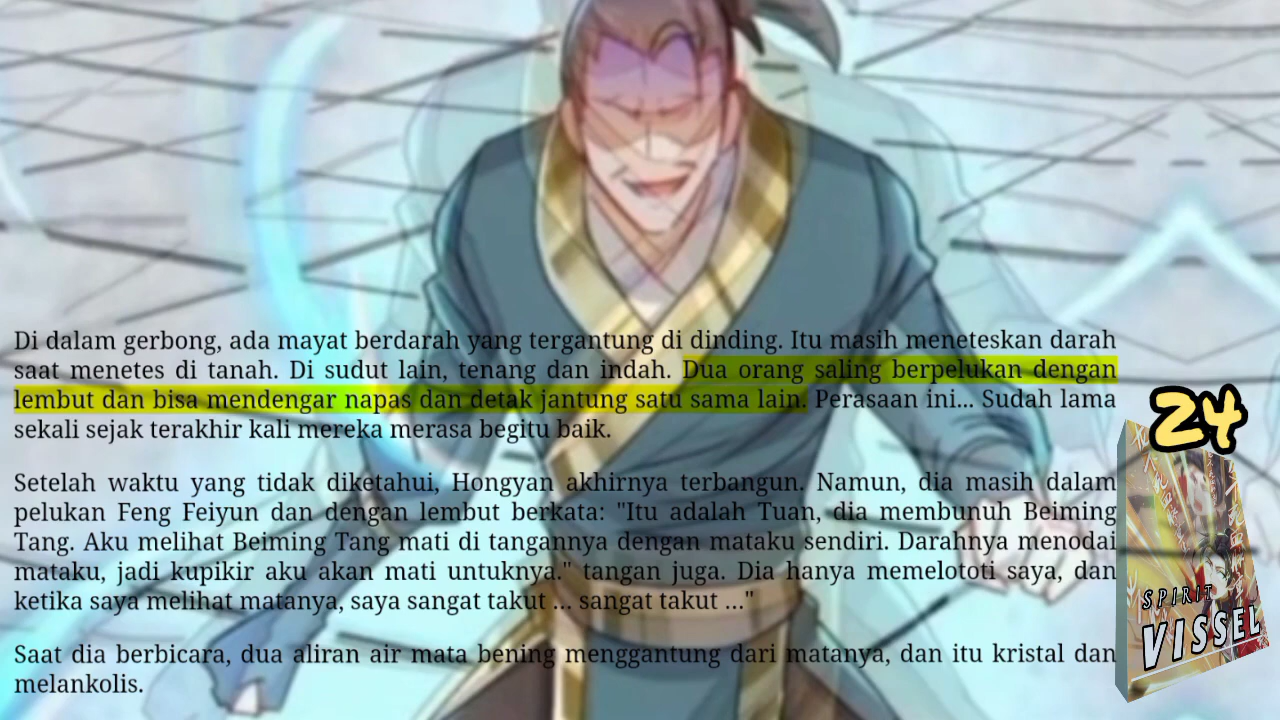 Di dalam gerbong, ada mayat berdarah yang tergantung di dinding. Itu masih meneteskan darah
saat menetes di tanah. Di sudut lain, tenang dan indah. Dua orang saling berpelukan dengan
lembut dan bisa mendengar napas dan detak jantung satu sama lain. Perasaan ini... Sudah lama
sekali sejak terakhir kali mereka merasa begitu baik.
Setelah waktu yang tidak diketahui, Hongyan akhirnya terbangun. Namun, dia masih dalam
pelukan Feng Feiyun dan dengan lembut berkata: "Itu adalah Tuan, dia membunuh Beiming
Tang. Aku melihat Beiming Tang mati di tangannya dengan mataku sendiri. Darahnya menodai
mataku, jadi kupikir aku akan mati untuknya." tangan juga. Dia hanya memelototi saya, dan
ketika saya melihat matanya, saya sangat takut ... sangat takut ..."
Saat dia berbicara, dua aliran air mata bening menggantung dari matanya, dan itu kristal dan
melankolis.
24
SPIRIT
VISSEL